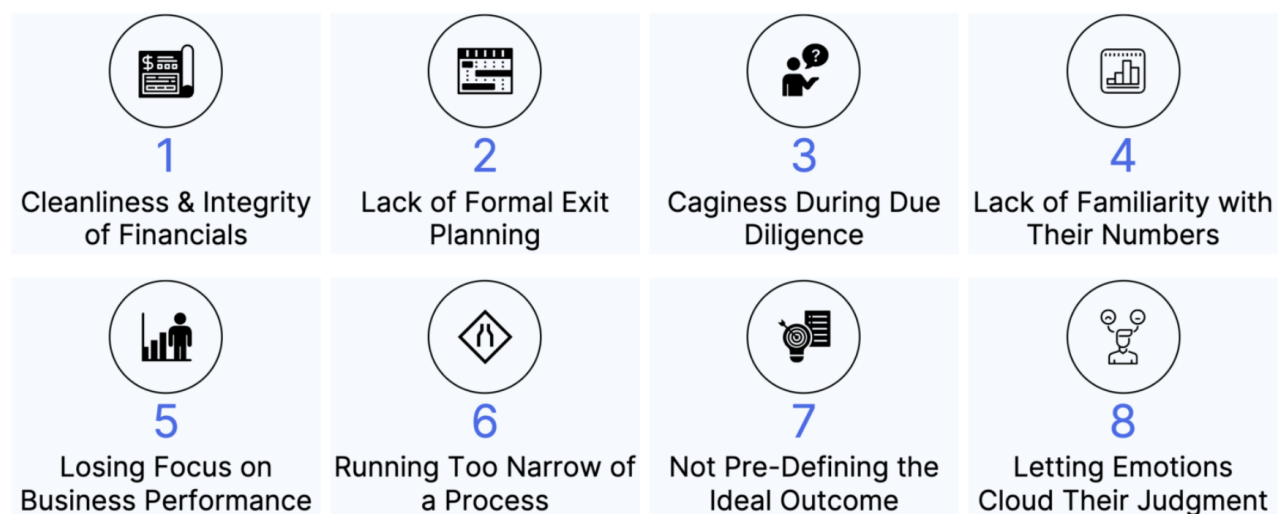 $
?
1
Cleanliness & Integrity
of Financials
2
Lack of Formal Exit
Planning
3
Caginess During Due
Diligence
4
Lack of Familiarity with
Their Numbers
5
Losing Focus on
Business Performance
6
Running Too Narrow of
a Process
7
Not Pre-Defining the
Ideal Outcome
8
Letting Emotions
Cloud Their Judgment